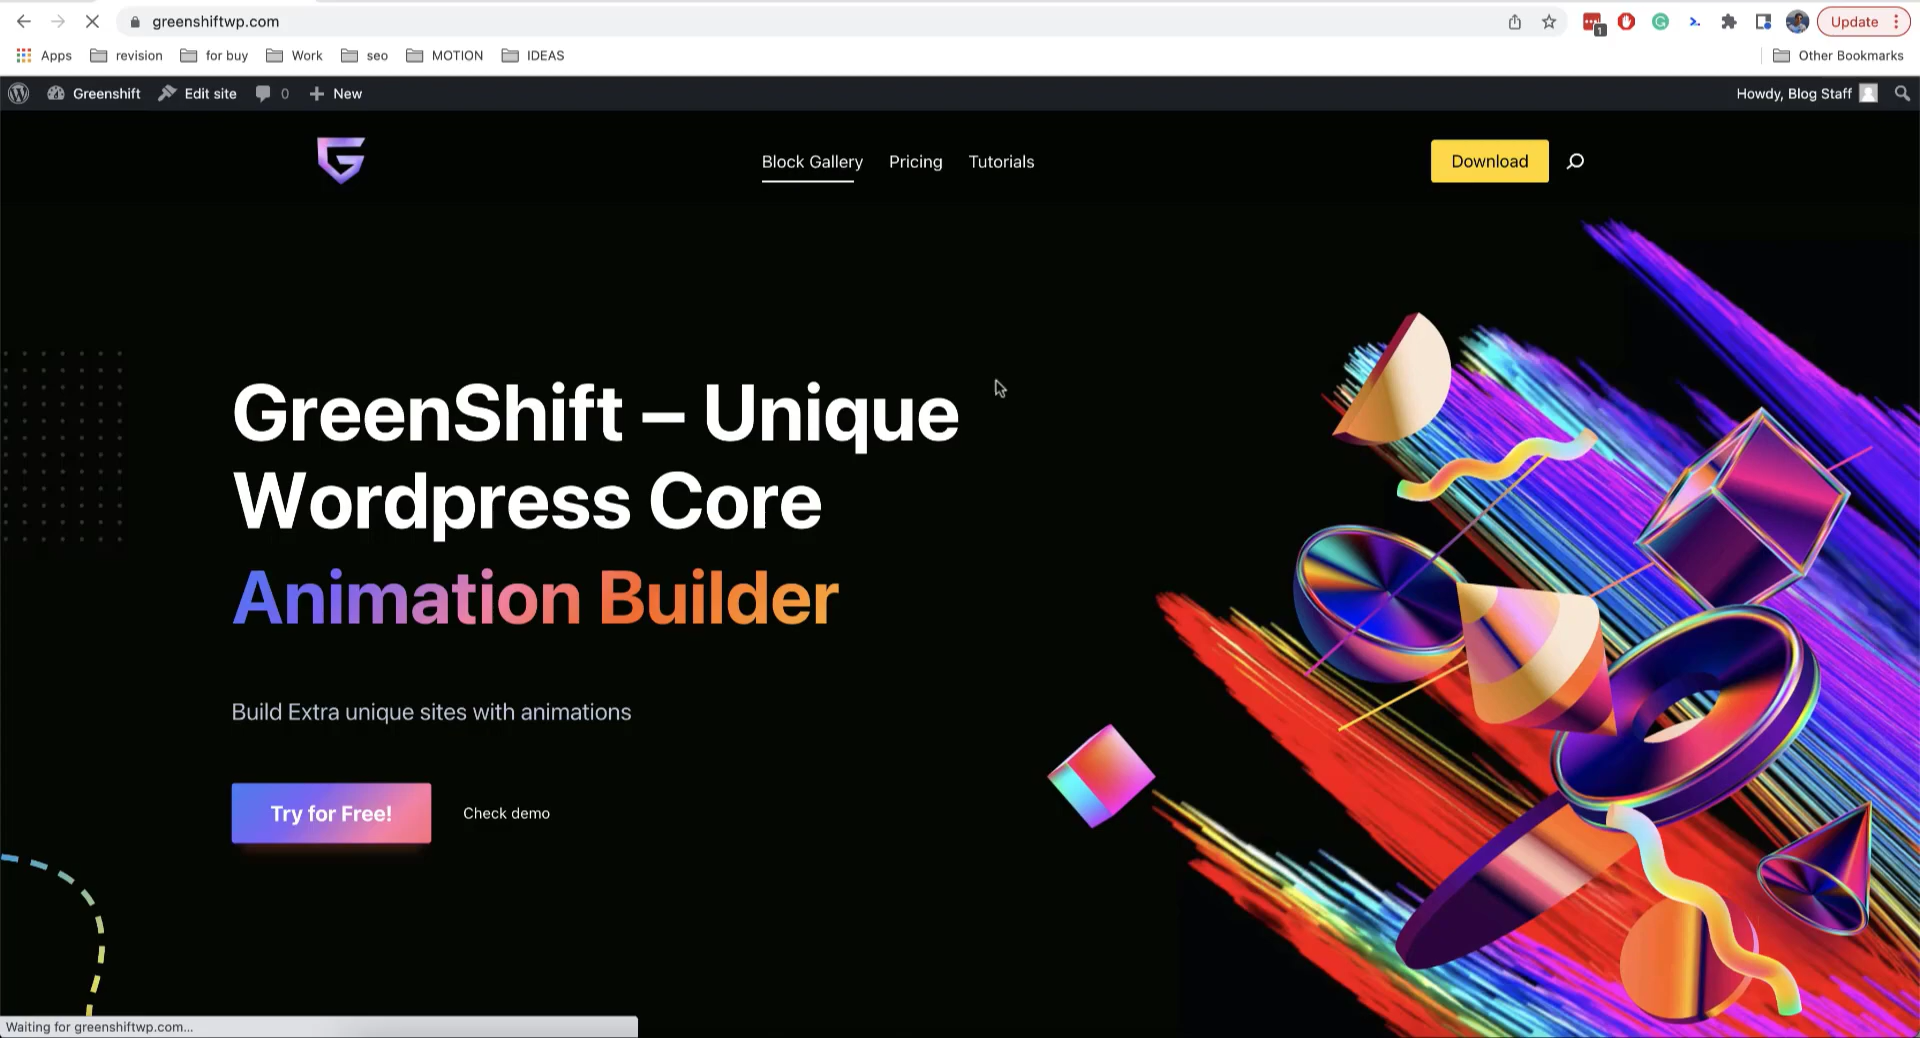 greenshiftwp.com
1
Update
Apps
revision
for buy
Work
seo
MOTION
IDEAS
Other Bookmarks
Greenshift
Edit site
0
New
Howdy, Blog Staff
Block Gallery
Pricing
Tutorials
Download
GreenShift – Unique
Wordpress Core
Animation Builder
Build Extra unique sites with animations
Try for Free!
Check demo
Waiting for greenshiftwp.com...